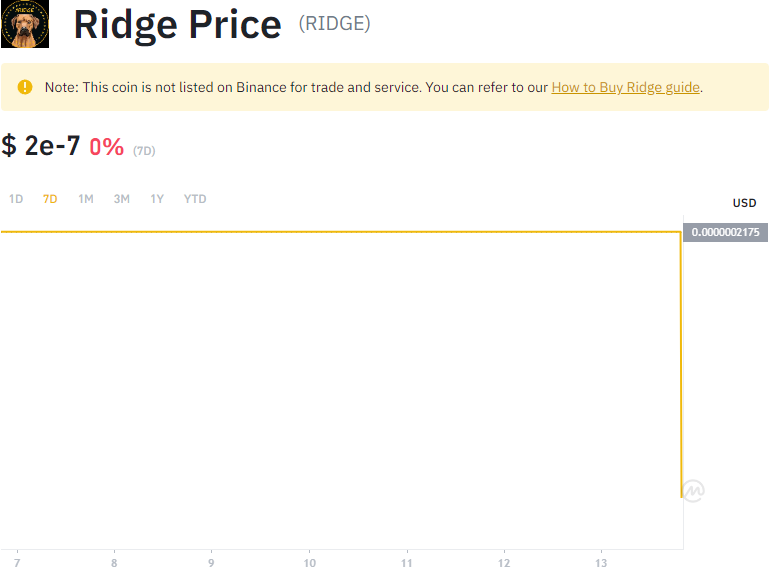 RIDGE
Ridge Price (RIDGE)
Note: This coin is not listed on Binance for trade and service. You can refer to our How to Buy Ridge guide.
$ 2e-7 0% (7D)
1D 7D 1M 3M 1Y YTD
USD
0.0000002175
7 8 9 10 11 12 13